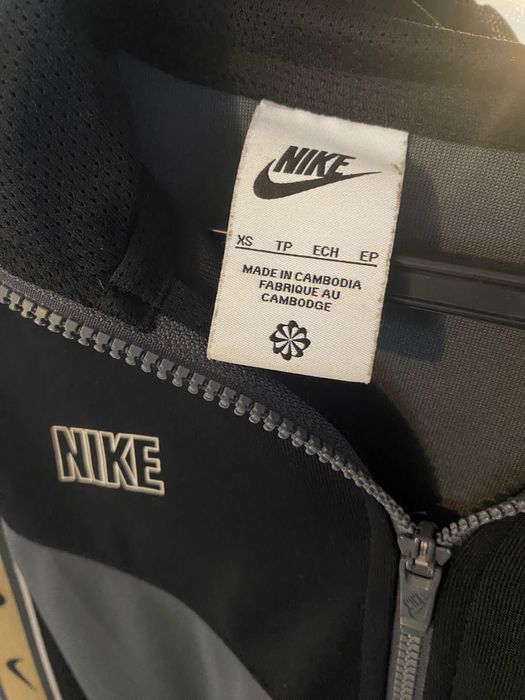 NIKE
XS TP ECH EP
MADE IN CAMBODIA
FABRIQUE AU
CAMBODGE
NIKE